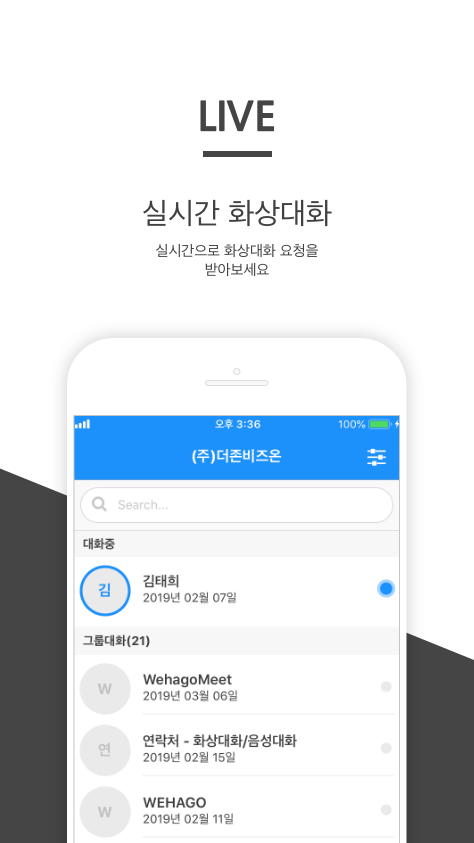 LIVE
실시간 화상대화
실시간으로 화상대화 요청을
받아보세요
오후 3:36
100%
(주)더존비즈온
Search...
대화중
김
김태희
2019년 02월 07일
그룹대화(21)
W
WehagoMeet
2019년 03월 06일
연
연락처 - 화상대화/음성대화
2019년 02월 15일
W
WEHAGO
2019년 02월 11일